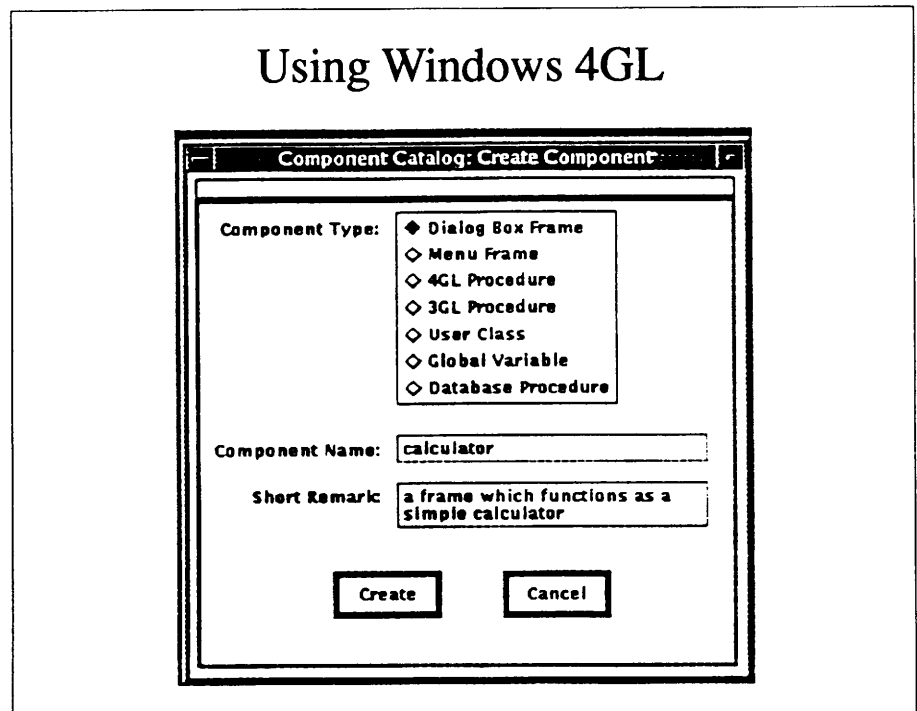 Using Windows 4GL
Component Catalog: Create Component
Component Type:
Dialog Box Frame
Menu Frame
4GL Procedure
3GL Procedure
User Class
Global Variable
Database Procedure
Component Name: calculator
Short Remark: a frame which functions as a
simple calculator
Create Cancel